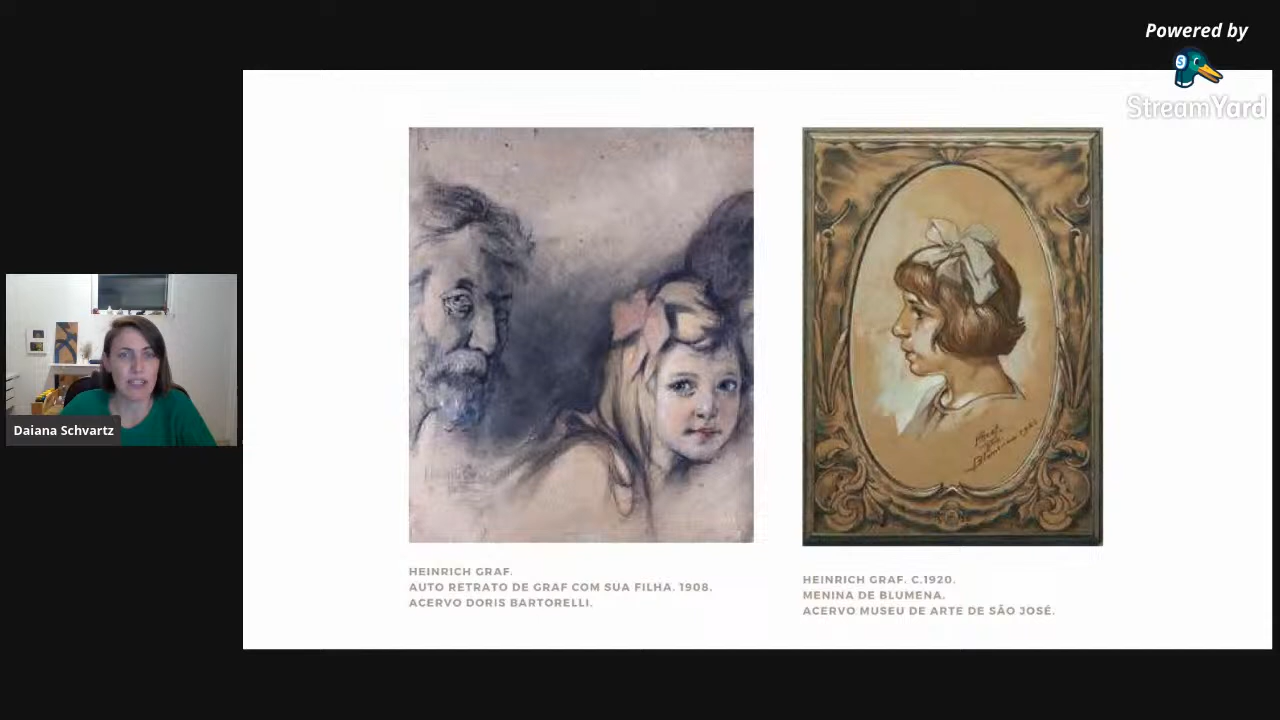 Powered by
StreamYard
Daiana Schvartz
HEINRICH GRAF.
AUTO RETRATO DE GRAF COM SUA FILHA. 1908.
ACERVO DORIS BARTORELLI.
HEINRICH GRAF. C.1920.
MENINA DE BLUMENA.
ACERVO MUSEU DE ARTE DE SÃO JOSÉ.